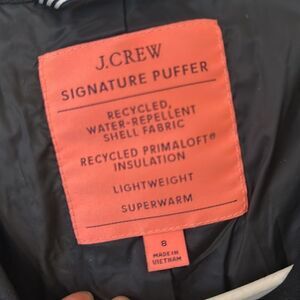 J.CREW
SIGNATURE PUFFER
RECYCLED,
WATER-REPELLENT
SHELL FABRIC
RECYCLED PRIMALOFT®
INSULATION
LIGHTWEIGHT
SUPERWARM
8
MADE IN
VIETNAM